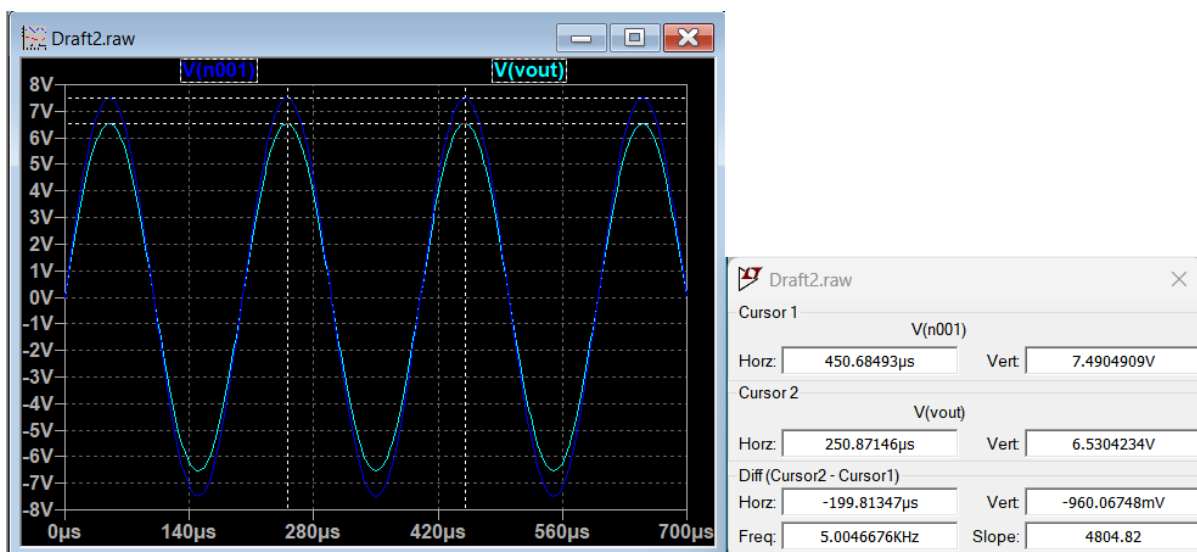 Draft2.raw
V(n001) V(vout)
8V
7V
6V
5V
4V
3V
2V
1V
0V
-1V
-2V
-3V
-4V
-5V
-6V
-7V
-8V
0µs 140µs 280µs 420µs 560µs 700µs
Draft2.raw
Cursor 1
V(n001)
Horz: 450.68493µs Vert: 7.4904909V
Cursor 2
V(vout)
Horz: 250.87146µs Vert: 6.5304234V
Diff (Cursor2 - Cursor1)
Horz: -199.81347µs Vert: -960.06748mV
Freq: 5.0046676KHz Slope: 4804.82